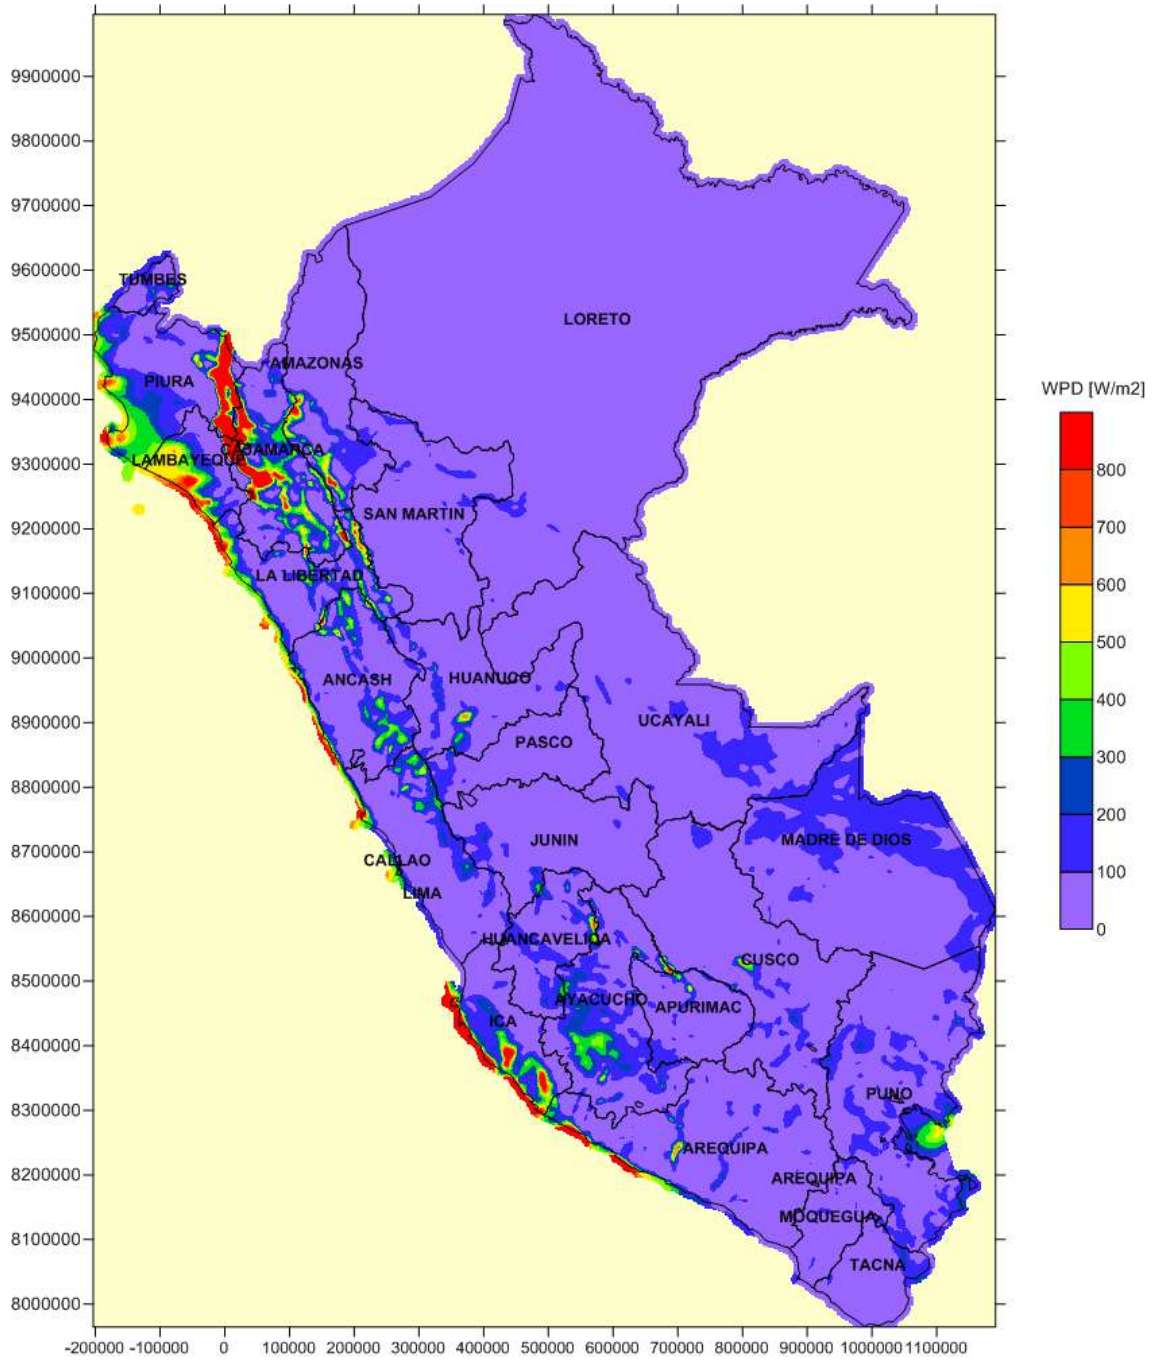 9900000
9800000
9700000
9600000
9500000
9400000
9300000
9200000
9100000
9000000
8900000
8800000
8700000
8600000
8500000
8400000
8300000
8200000
8100000
8000000
-200000 -100000 0 100000 200000 300000 400000 500000 600000 700000 800000 900000 1000000 1100000
TUMBES
LORETO
AMAZONAS
PIURA
CAJAMARCA
LAMBAYEQUE
SAN MARTIN
LA LIBERTAD
ANCASH
HUANUCO
UCAYALI
PASCO
JUNIN
MADRE DE DIOS
CALLAO
LIMA
HUANCAVELICA
CUSCO
AYACUCHO
APURIMAC
ICA
PUNO
AREQUIPA
AREQUIPA
MOQUEGUA
TACNA
WPD [W/m2]
800
700
600
500
400
300
200
100
0